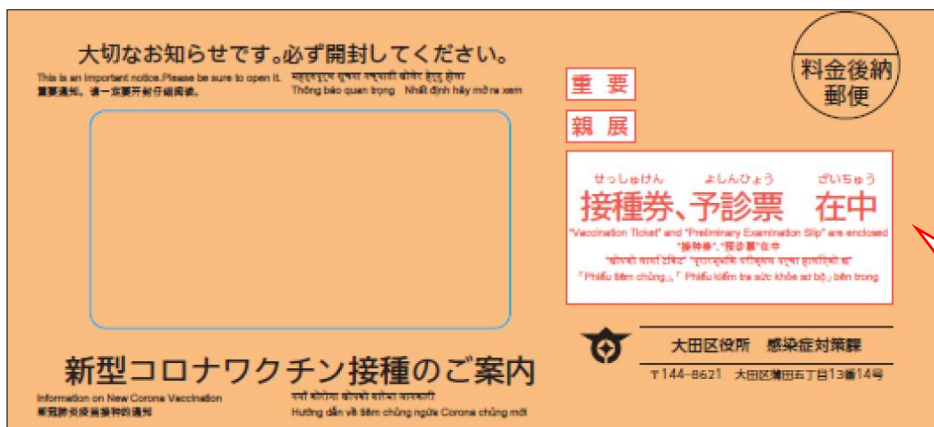 大切なお知らせです。必ず開封してください。
This is an important notice.Please be sure to open it.
重要通知。请一定要开封仔细阅读。
Thông báo quan trọng Nhất định hãy mở ra xem
料金後納
郵便
重要
親展
せっしゅけん よしんひょう ざいちゅう
接種券、予診票 在中
"Vaccination Ticket" and "Preliminary Examination Slip" are enclosed
"接种券"、"预诊票"在中
「Phiếu tiêm chủng」、「Phiếu kiểm tra sức khỏe sơ bộ」bên trong
新型コロナワクチン接種のご案内
Information on New Corona Vaccination
新冠肺炎疫苗接种的通知
Hướng dẫn về tiêm chủng ngừa Corona chủng mới
大田区役所 感染症対策課
〒144-8621 大田区蒲田五丁目13番14号